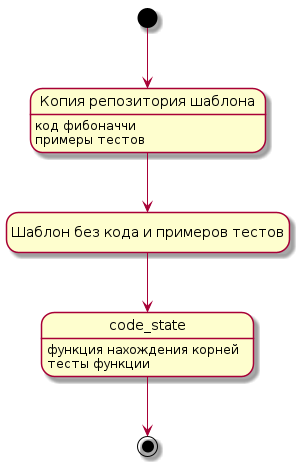 Копия репозитория шаблона
код фибоначчи
примеры тестов
Шаблон без кода и примеров тестов
code_state
функция нахождения корней
тесты функции